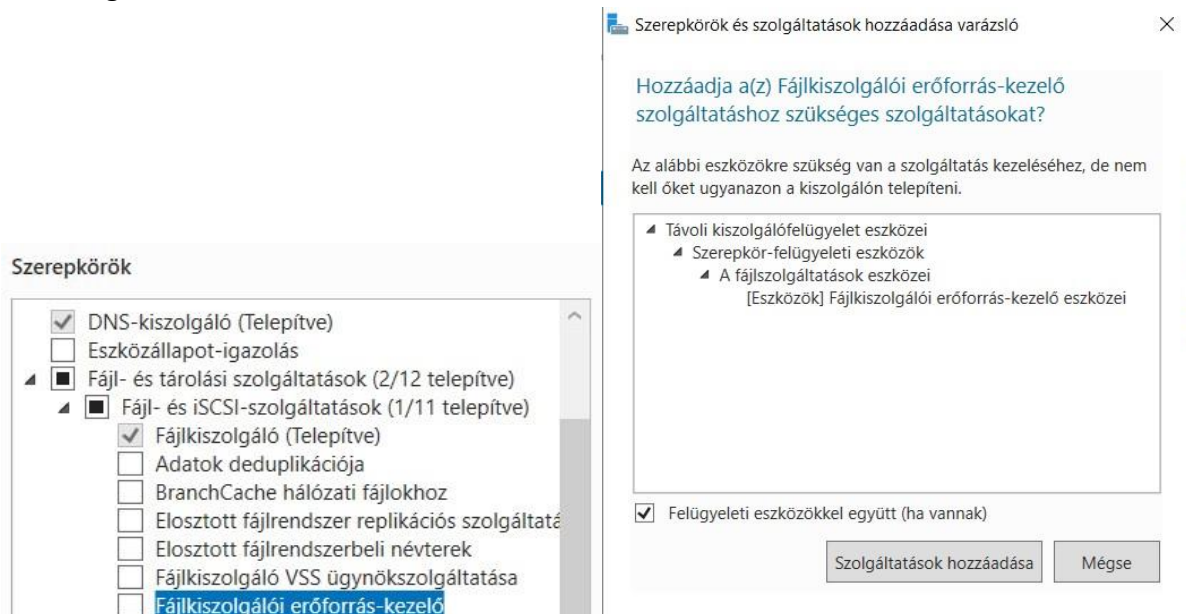 Szerepkörök
DNS-kiszolgáló (Telepítve)
Eszközállapot-igazolás
Fájl- és tárolási szolgáltatások (2/12 telepítve)
Fájl- és iSCSI-szolgáltatások (1/11 telepítve)
Fájlkiszolgáló (Telepítve)
Adatok deduplikációja
BranchCache hálózati fájlokhoz
Elosztott fájlrendszer replikációs szolgáltatá
Elosztott fájlrendszerbeli névterek
Fájlkiszolgáló VSS ügynökszolgáltatása
Fájlkiszolgálói erőforrás-kezelő
Szerepkörök és szolgáltatások hozzáadása varázsló
Hozzáadja a(z) Fájlkiszolgálói erőforrás-kezelő
szolgáltatáshoz szükséges szolgáltatásokat?
Az alábbi eszközökre szükség van a szolgáltatás kezeléséhez, de nem
kell őket ugyanazon a kiszolgálón telepíteni.
Távoli kiszolgálófelügyelet eszközei
Szerepkör-felügyeleti eszközök
A fájlszolgáltatások eszközei
[Eszközök] Fájlkiszolgálói erőforrás-kezelő eszközei
Felügyeleti eszközökkel együtt (ha vannak)
Szolgáltatások hozzáadása
Mégse